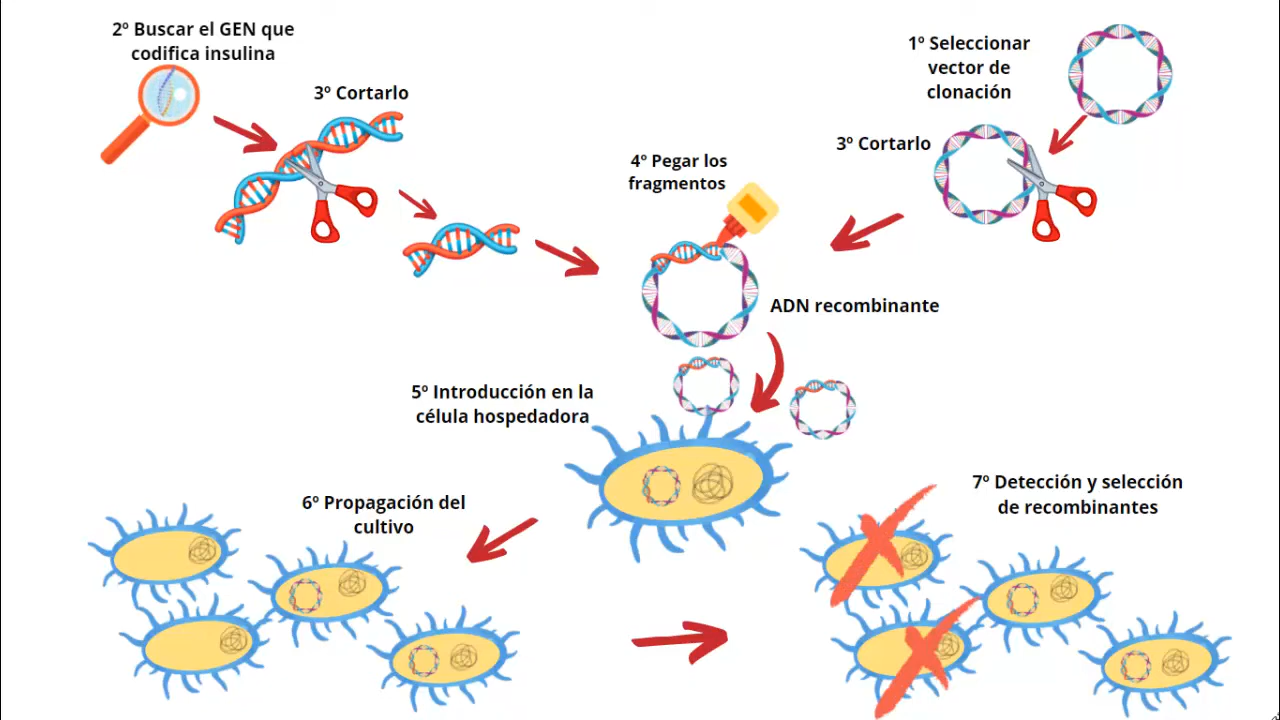 2º Buscar el GEN que
codifica insulina
3º Cortarlo
1º Seleccionar
vector de
clonación
3º Cortarlo
4º Pegar los
fragmentos
ADN recombinante
5º Introducción en la
célula hospedadora
6º Propagación del
cultivo
7º Detección y selección
de recombinantes